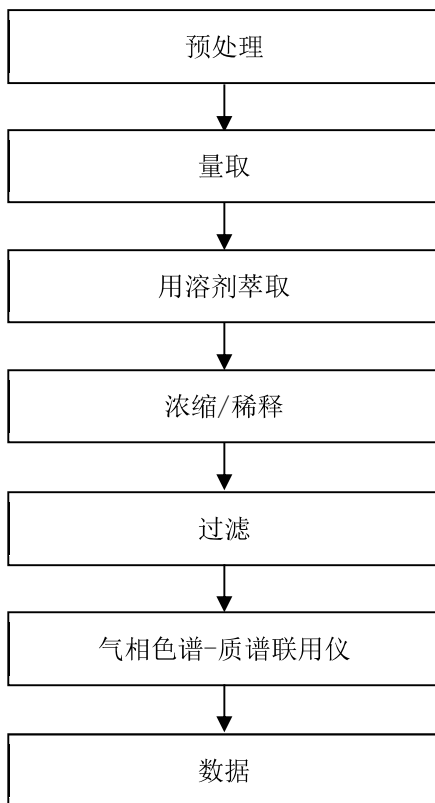 预处理
量取
用溶剂萃取
浓缩/稀释
过滤
气相色谱-质谱联用仪
数据